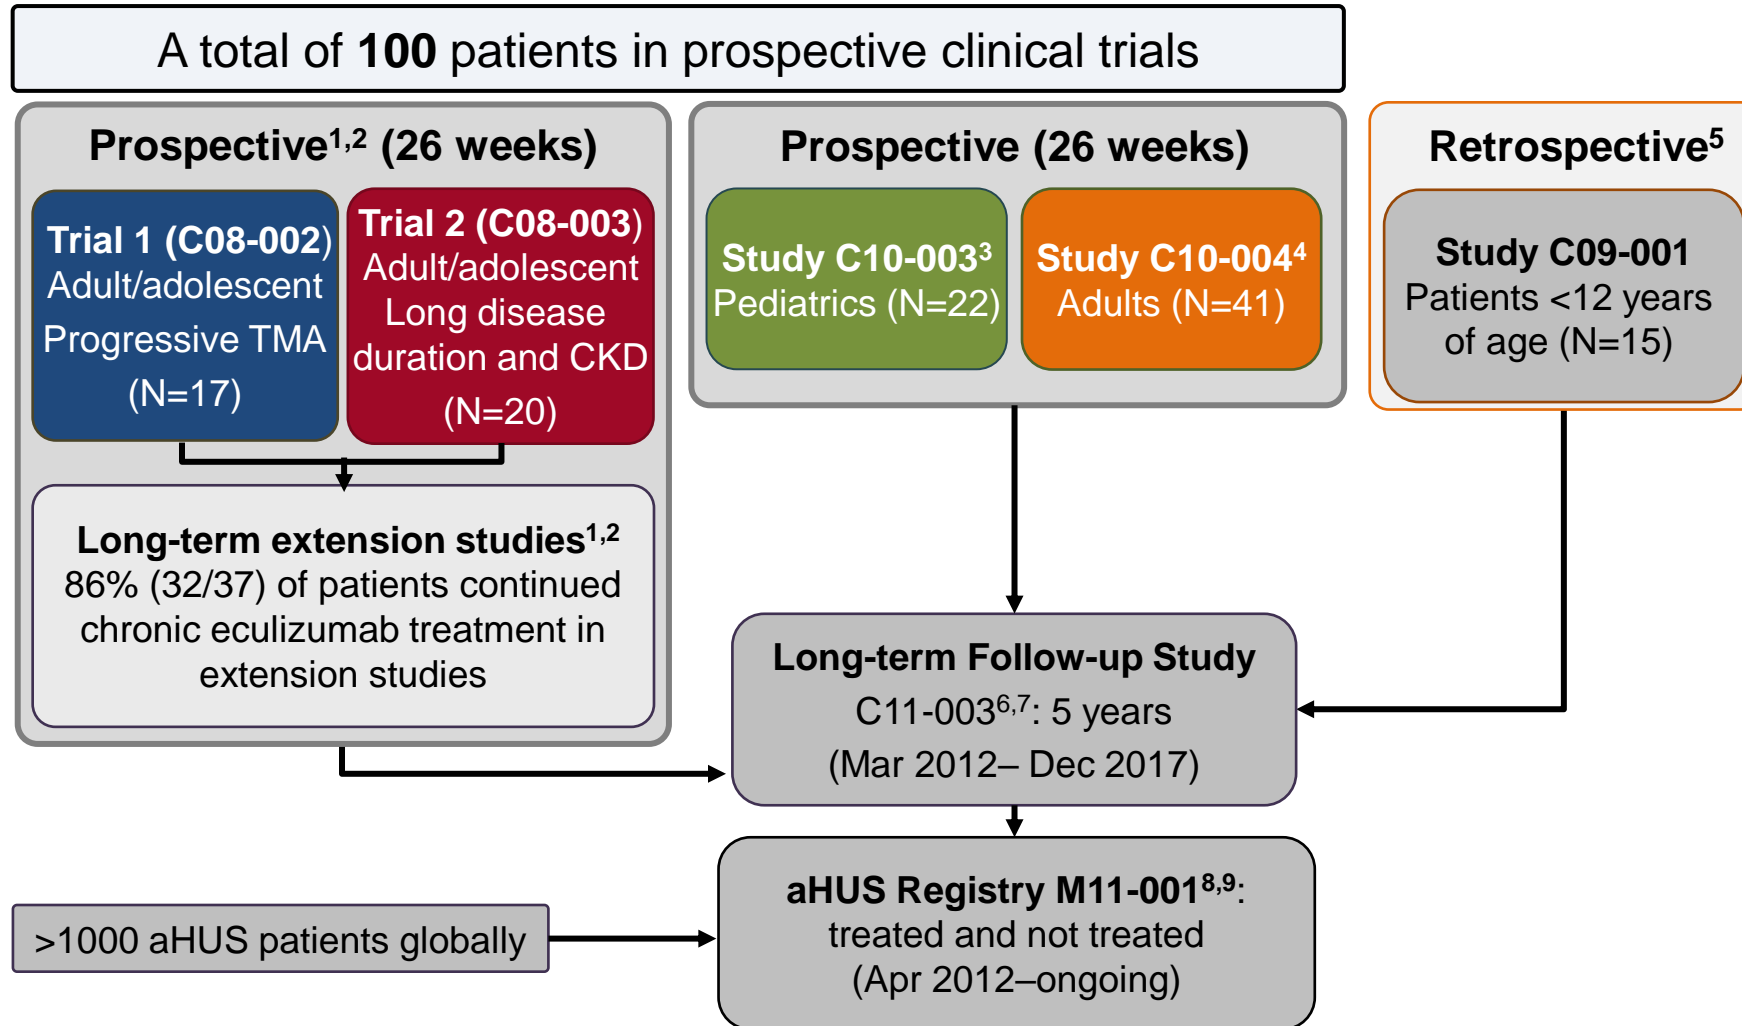 A total of 100 patients in prospective clinical trials
Prospective1,2 (26 weeks)
Trial 1 (C08-002)
Adult/adolescent
Progressive TMA
(N=17)
Trial 2 (C08-003)
Adult/adolescent
Long disease
duration and CKD
(N=20)
Long-term extension studies1,2
86% (32/37) of patients continued
chronic eculizumab treatment in
extension studies
Prospective (26 weeks)
Study C10-0033
Pediatrics (N=22)
Study C10-0044
Adults (N=41)
Retrospective5
Study C09-001
Patients <12 years
of age (N=15)
Long-term Follow-up Study
C11-0036,7: 5 years
(Mar 2012– Dec 2017)
>1000 aHUS patients globally
aHUS Registry M11-0018,9:
treated and not treated
(Apr 2012–ongoing)